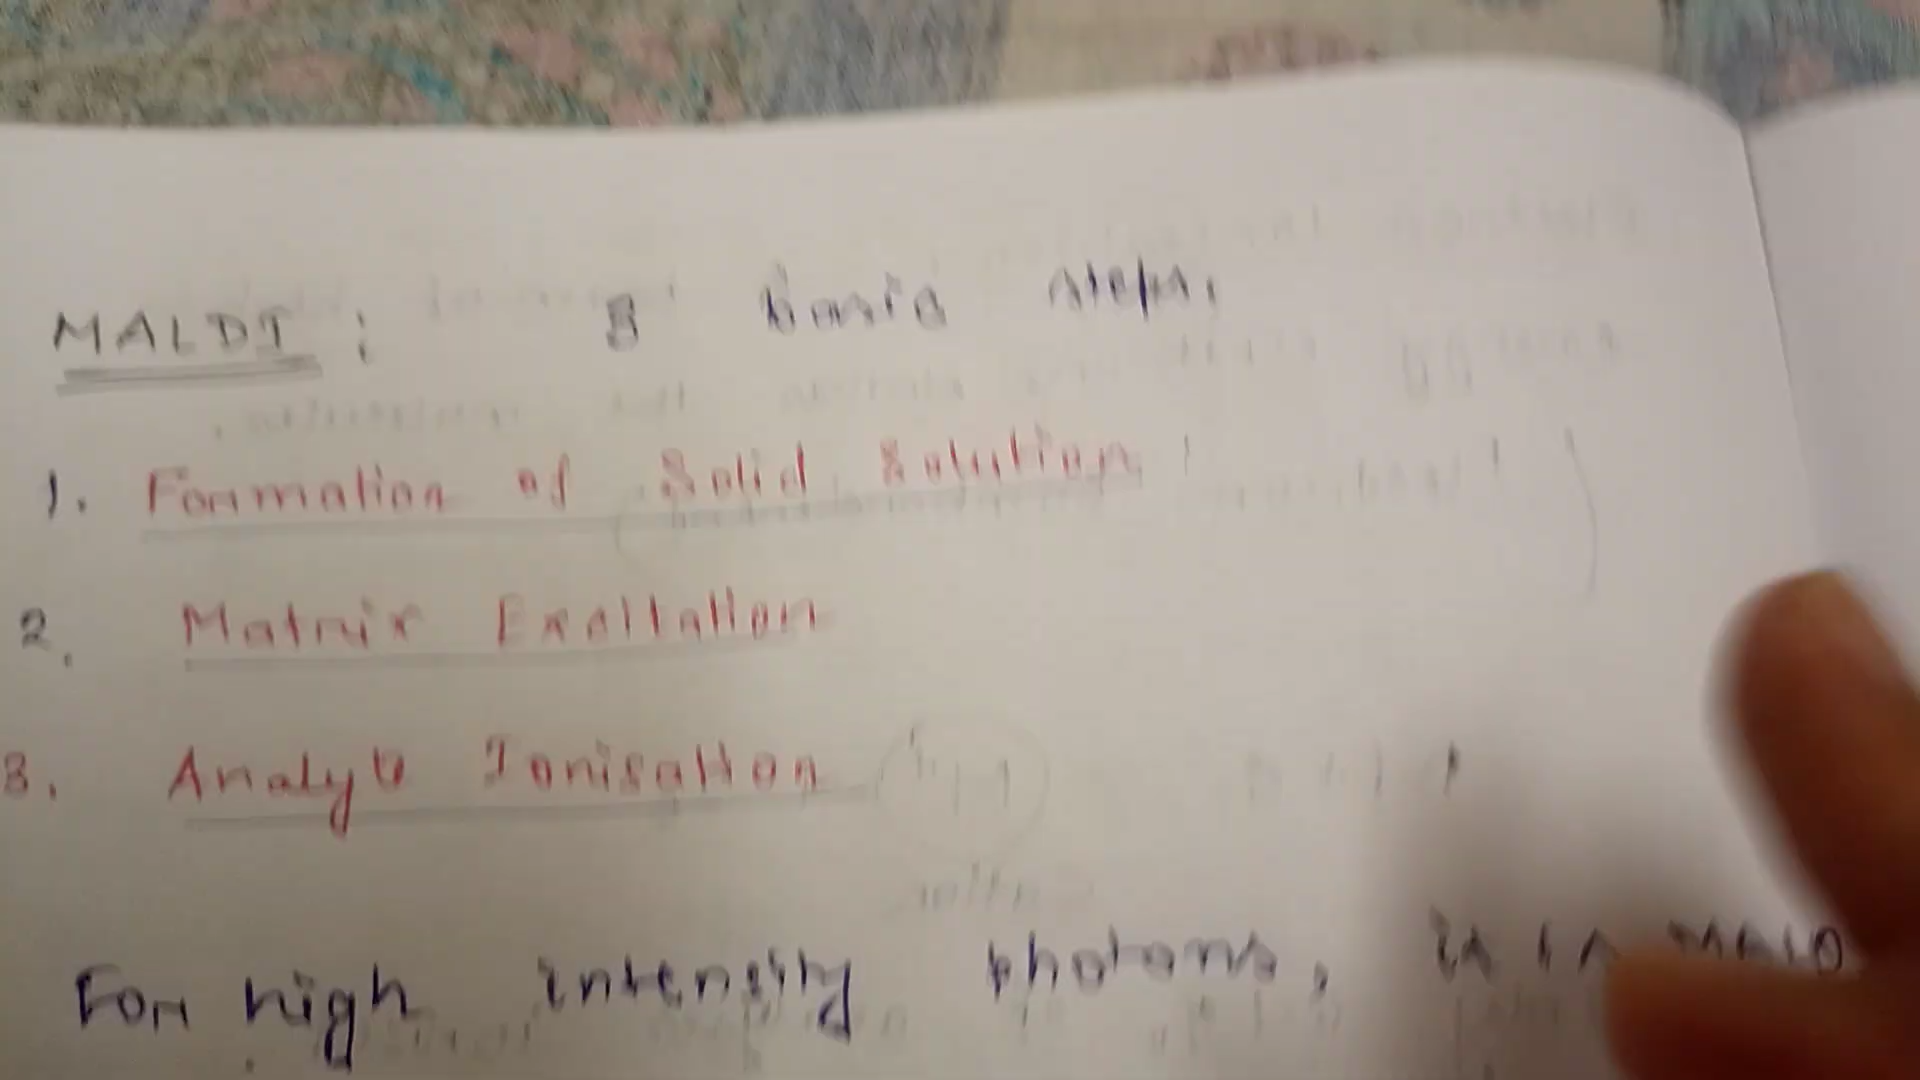 MALDI : 3 basic steps.
1. Formation of Solid Solution
2. Matrix Excitation
3. Analyte Ionisation
For high intensity photons,